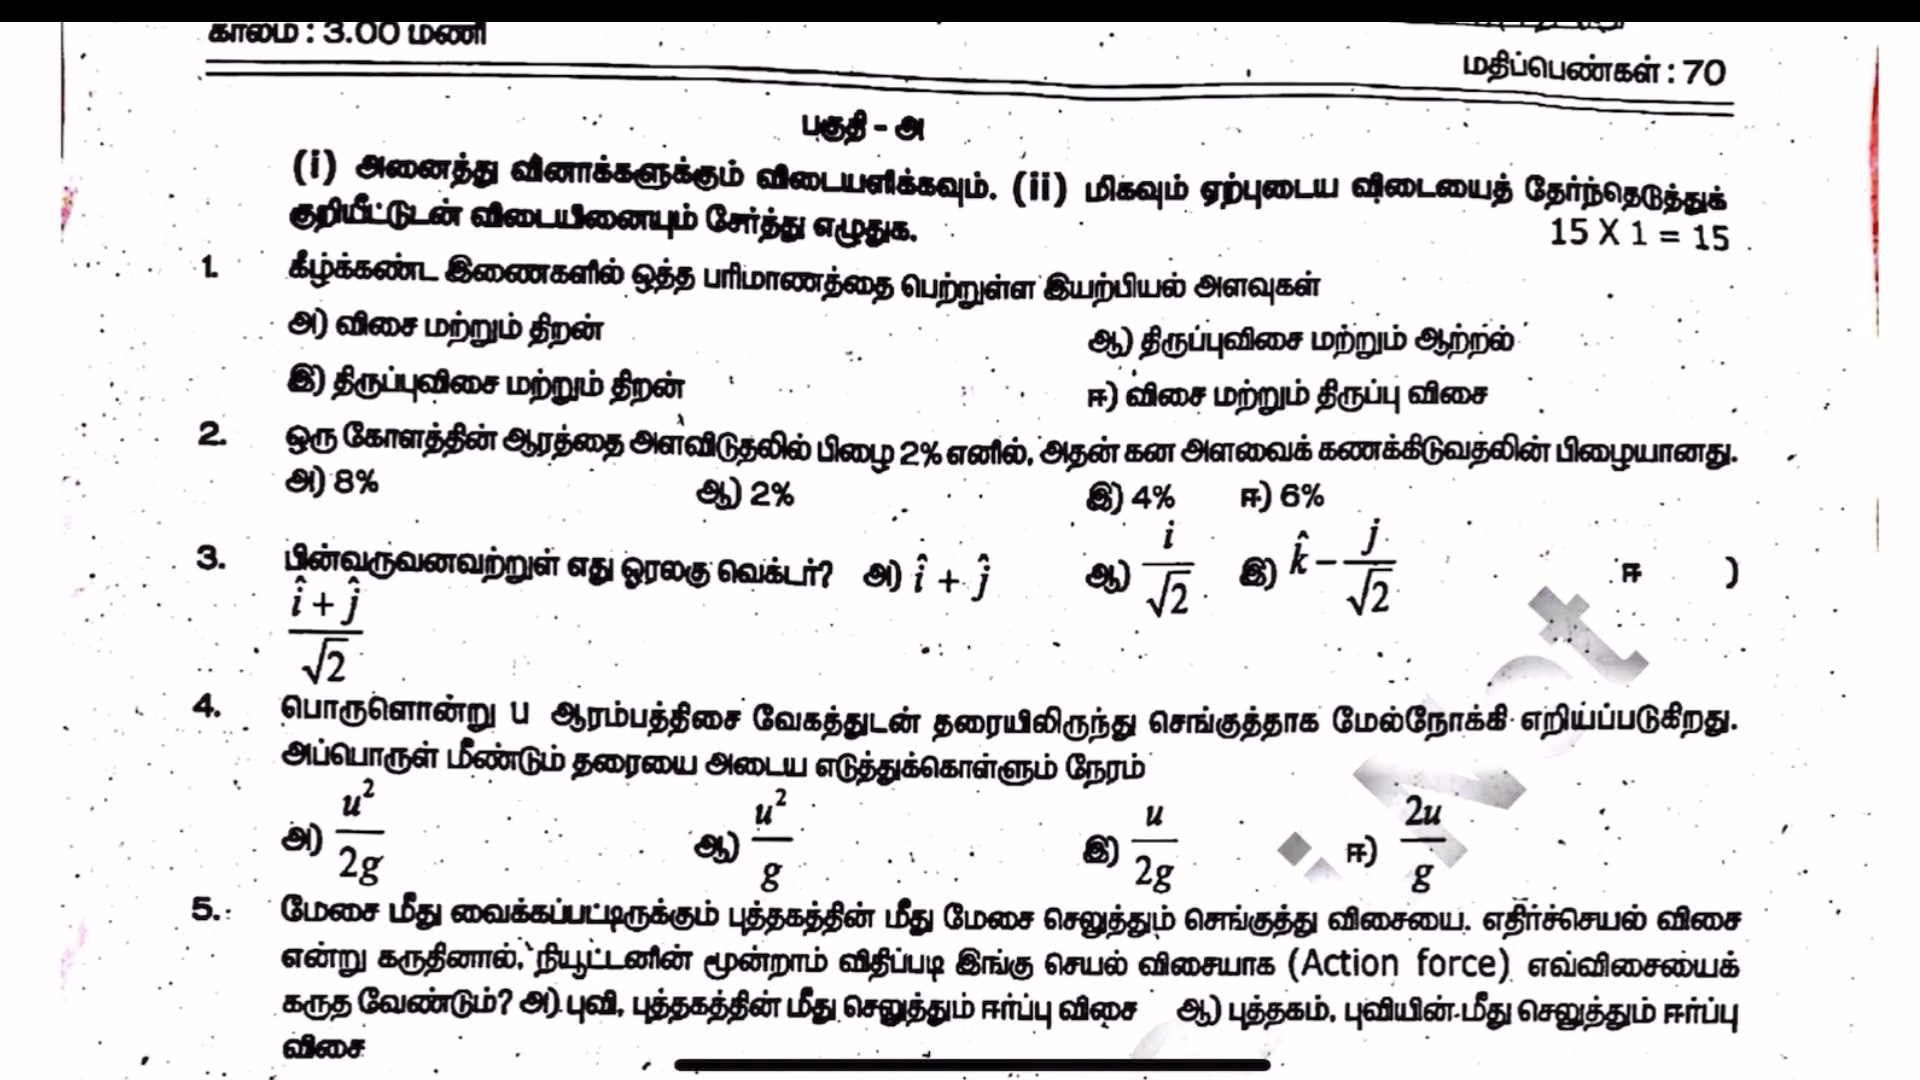 காலம் : 3.00 மணி
மதிப்பெண்கள் : 70
பகுதி - அ
(i) அனைத்து வினாக்களுக்கும் விடையளிக்கவும். (ii) மிகவும் ஏற்புடைய விடையைத் தேர்ந்தெடுத்துக்
குறியீட்டுடன் விடையினையும் சேர்த்து எழுதுக. 15 X 1 = 15
1. கீழ்க்கண்ட இணைகளில் ஒத்த பரிமாணத்தை பெற்றுள்ள இயற்பியல் அளவுகள்
அ) விசை மற்றும் திறன் ஆ) திருப்புவிசை மற்றும் ஆற்றல்
இ) திருப்புவிசை மற்றும் திறன் ஈ) விசை மற்றும் திருப்பு விசை
2. ஒரு கோளத்தின் ஆரத்தை அளவிடுதலில் பிழை 2% எனில், அதன் கன அளவைக் கணக்கிடுவதலின் பிழையானது.
அ) 8% ஆ) 2% இ) 4% ஈ) 6%
3. பின்வருவனவற்றுள் எது ஓரலகு வெக்டர்? அ) î + ĵ ஆ) i/√2 இ) k̂ − j/√2 ஈ )
(î + ĵ)/√2
4. பொருளொன்று u ஆரம்பத்திசை வேகத்துடன் தரையிலிருந்து செங்குத்தாக மேல்நோக்கி எறிய்ப்படுகிறது.
அப்பொருள் மீண்டும் தரையை அடைய எடுத்துக்கொள்ளும் நேரம்
அ) u²/2g ஆ) u²/g இ) u/2g ஈ) 2u/g
5. மேசை மீது வைக்கப்பட்டிருக்கும் புத்தகத்தின் மீது மேசை செலுத்தும் செங்குத்து விசையை. எதிர்ச்செயல் விசை
என்று கருதினால், நியூட்டனின் மூன்றாம் விதிப்படி இங்கு செயல் விசையாக (Action force) எவ்விசையைக்
கருத வேண்டும்? அ) புவி, புத்தகத்தின் மீது செலுத்தும் ஈர்ப்பு விசை ஆ) புத்தகம், புவியின் மீது செலுத்தும் ஈர்ப்பு
விசை